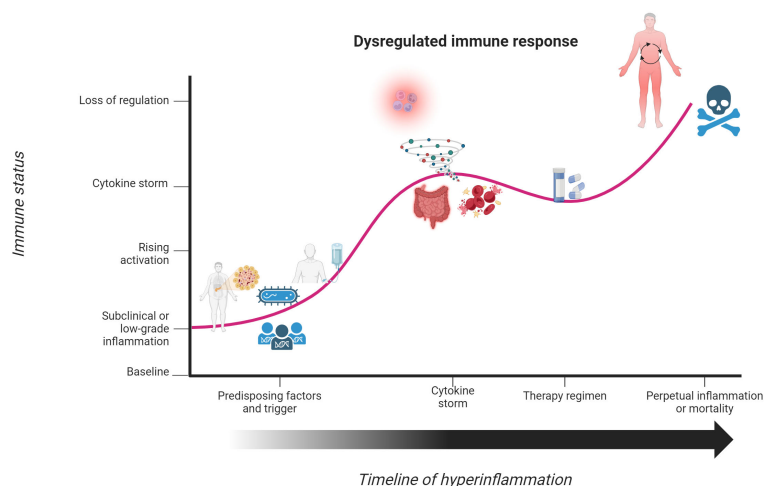 Dysregulated immune response
Immune status
Loss of regulation
Cytokine storm
Rising
activation
Subclinical or
low-grade
inflammation
Baseline
Predisposing factors
and trigger
Cytokine
storm
Therapy regimen
Perpetual inflammation
or mortality
Timeline of hyperinflammation